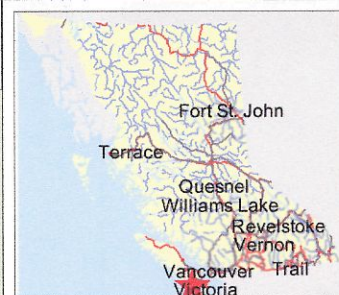 Fort St. John
Terrace
Quesnel
Williams Lake
Revelstoke
Vernon
Vancouver Trail
Victoria